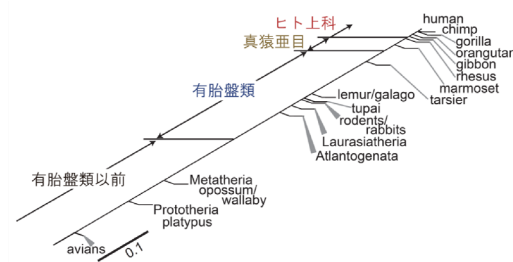 ヒト上科
真猿亜目
有胎盤類
有胎盤類以前
human
chimp
gorilla
orangutar
gibbon
rhesus
marmoset
tarsier
lemur/galago
tupai
rodents/
rabbits
Laurasiatheria
Atlantogenata
Metatheria
opossum/
wallaby
Prototheria
platypus
avians
0.1